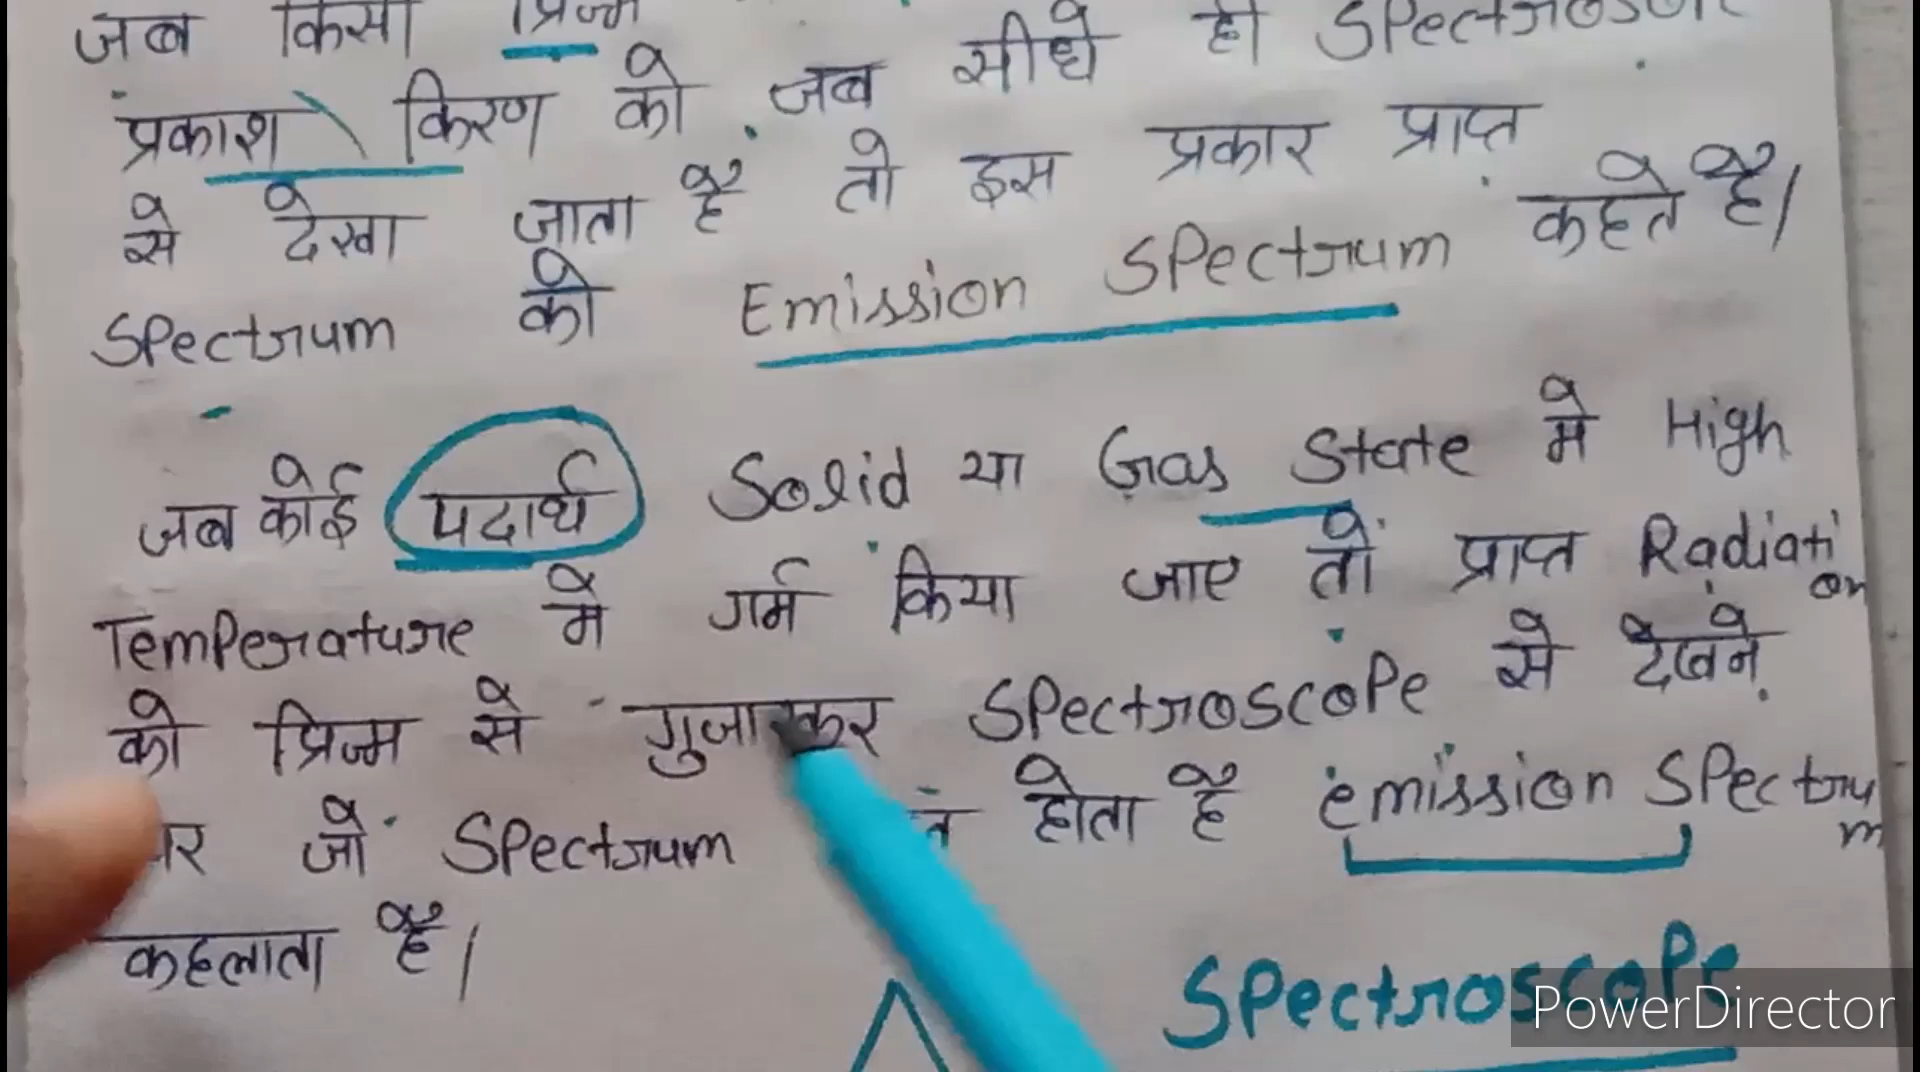 जब किसी प्रिज्म
प्रकाश किरण को जब सीधे ही
से देखा जाता है तो इस प्रकार प्राप्त
Spectrum को Emission Spectrum कहते है।
जब कोई पदार्थ Solid या Gas State मे High
Temperature मे गर्म किया जाए तो प्राप्त Radiation
को प्रिज्म से गुजारकर Spectroscope से देखने
पर जो Spectrum होता है emission Spectrum
कहलाता है।
Spectroscope
PowerDirector